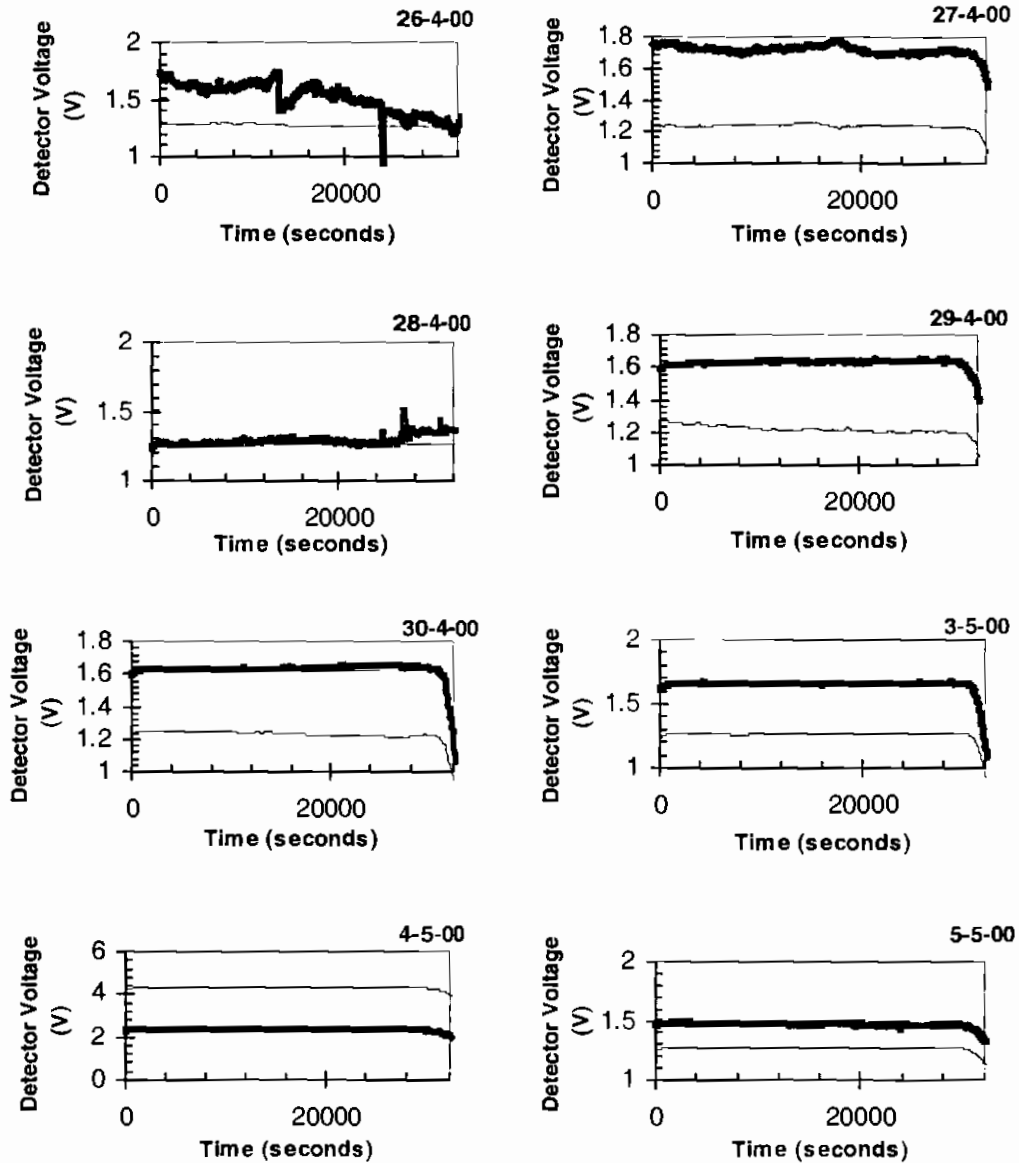 26-4-00
Detector Voltage
(V)
2
1.5
1
0
20000
Time (seconds)
27-4-00
Detector Voltage
(V)
1.8
1.6
1.4
1.2
1
0
20000
Time (seconds)
28-4-00
Detector Voltage
(V)
2
1.5
1
0
20000
Time (seconds)
29-4-00
Detector Voltage
(V)
1.8
1.6
1.4
1.2
1
0
20000
Time (seconds)
30-4-00
Detector Voltage
(V)
1.8
1.6
1.4
1.2
1
0
20000
Time (seconds)
3-5-00
Detector Voltage
(V)
2
1.5
1
0
20000
Time (seconds)
4-5-00
Detector Voltage
(V)
6
4
2
0
0
20000
Time (seconds)
5-5-00
Detector Voltage
(V)
2
1.5
1
0
20000
Time (seconds)